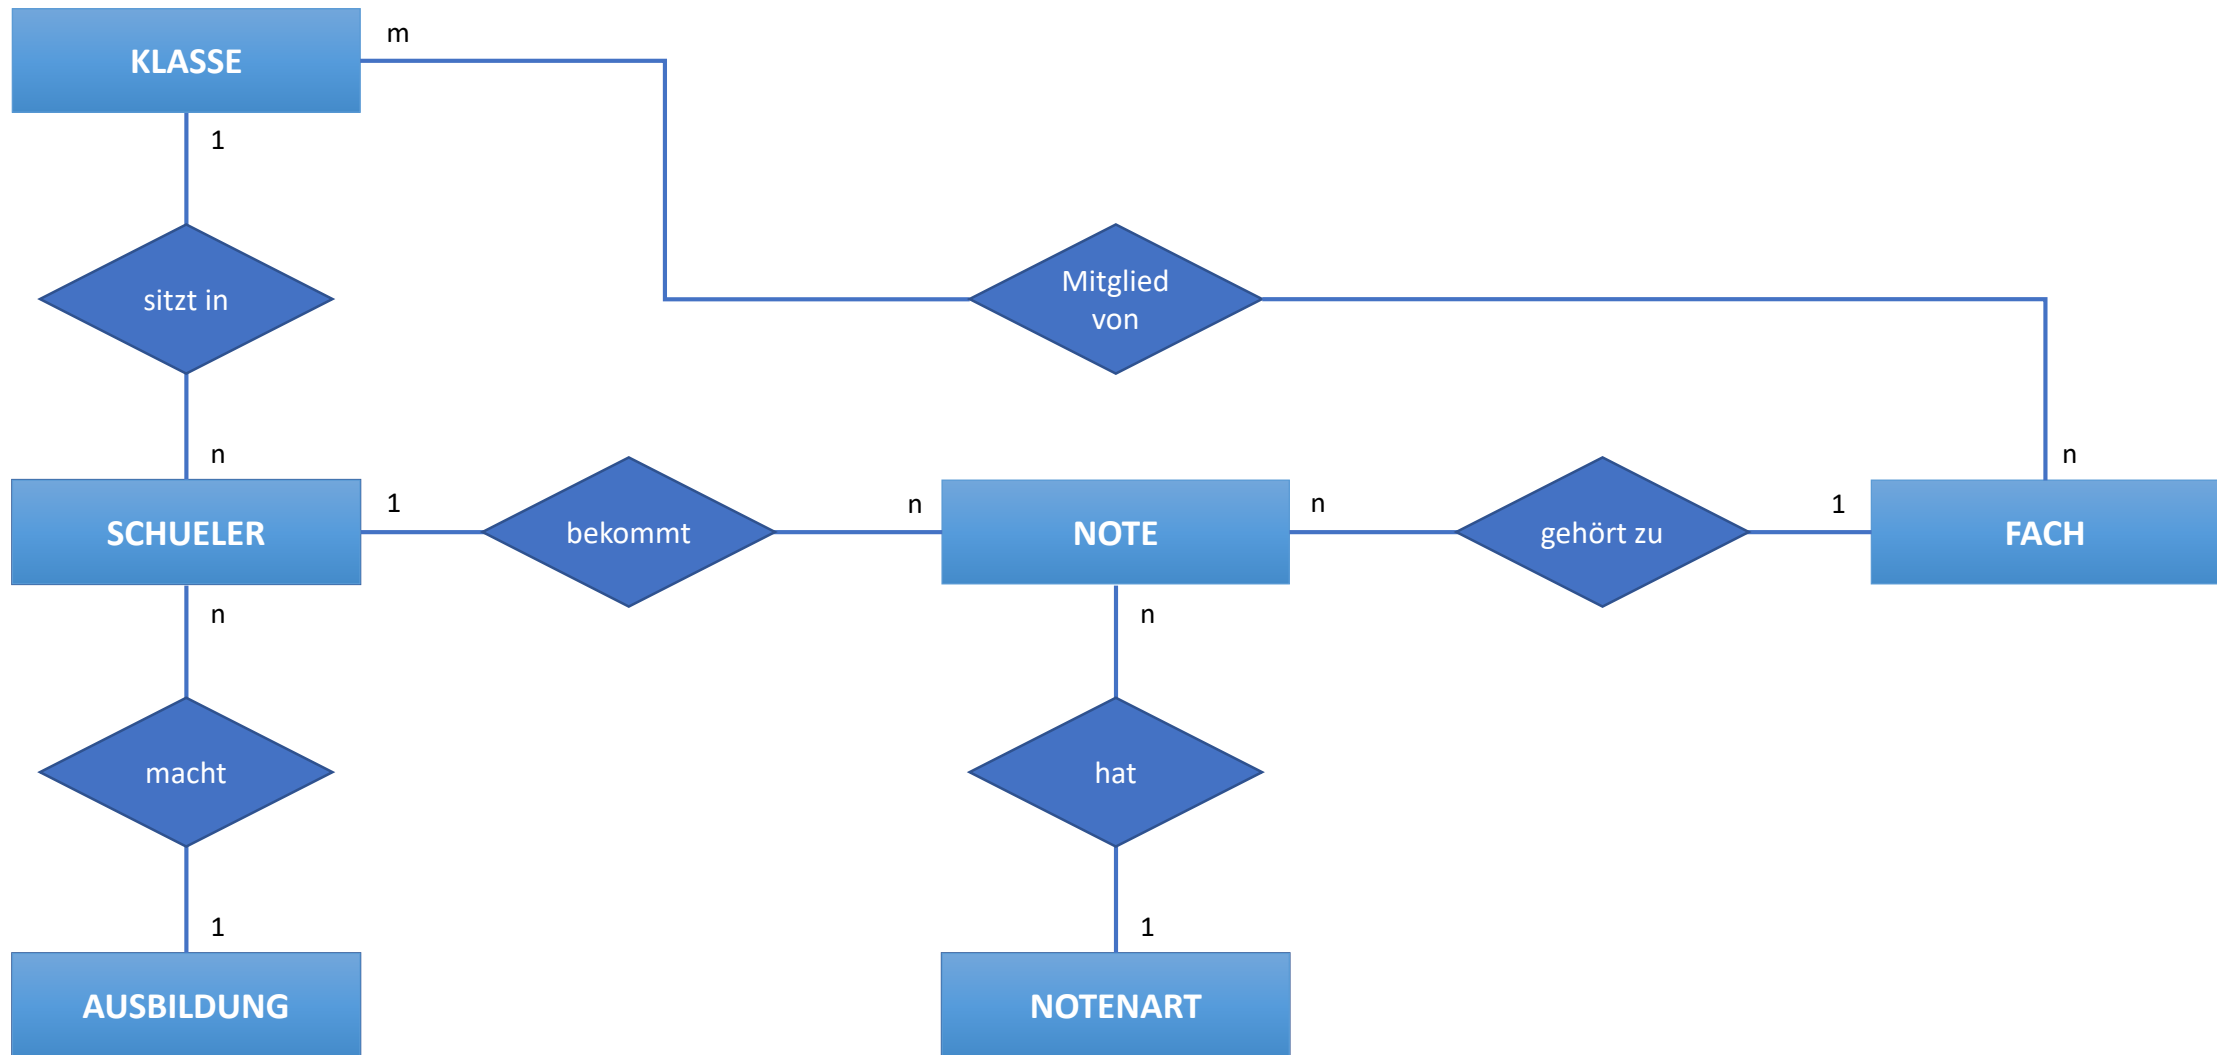 KLASSE
m
1
sitzt in
Mitglied
von
n
n
SCHUELER
1
bekommt
n
NOTE
n
gehört zu
1
FACH
n
n
macht
hat
1
1
AUSBILDUNG
NOTENART